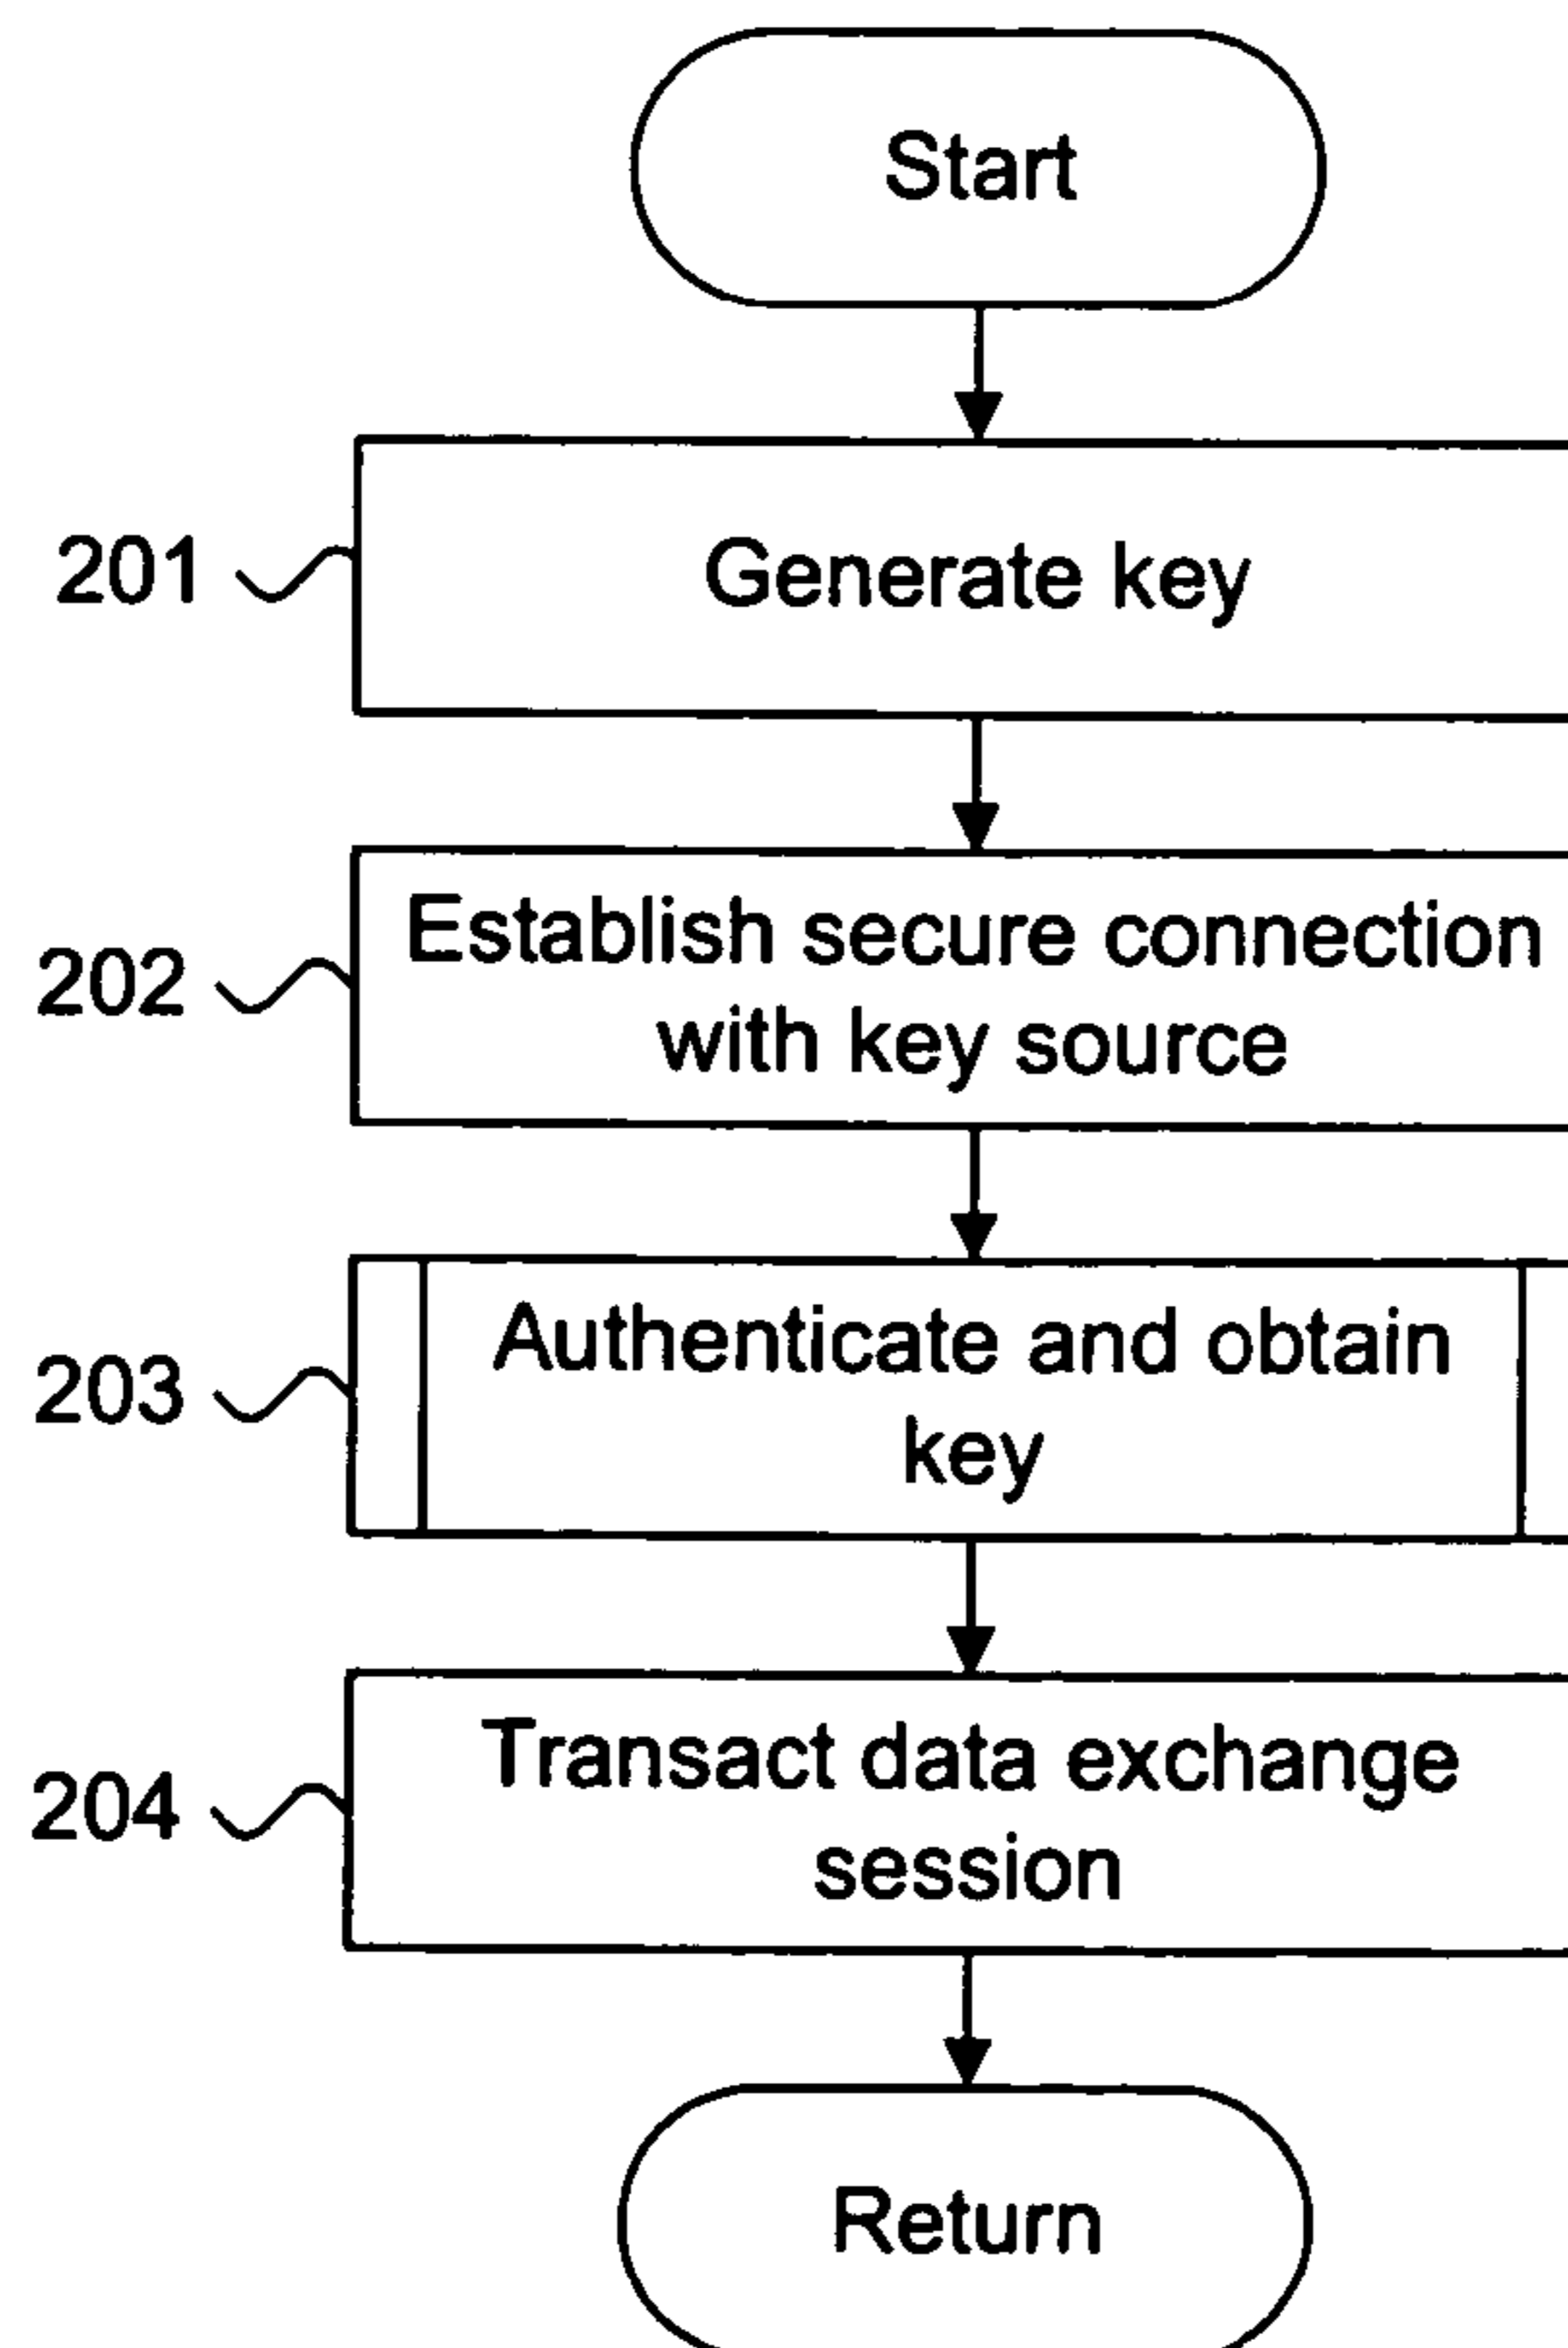 Start
201
Generate key
202
Establish secure connection
with key source
203
Authenticate and obtain
key
204
Transact data exchange
session
Return